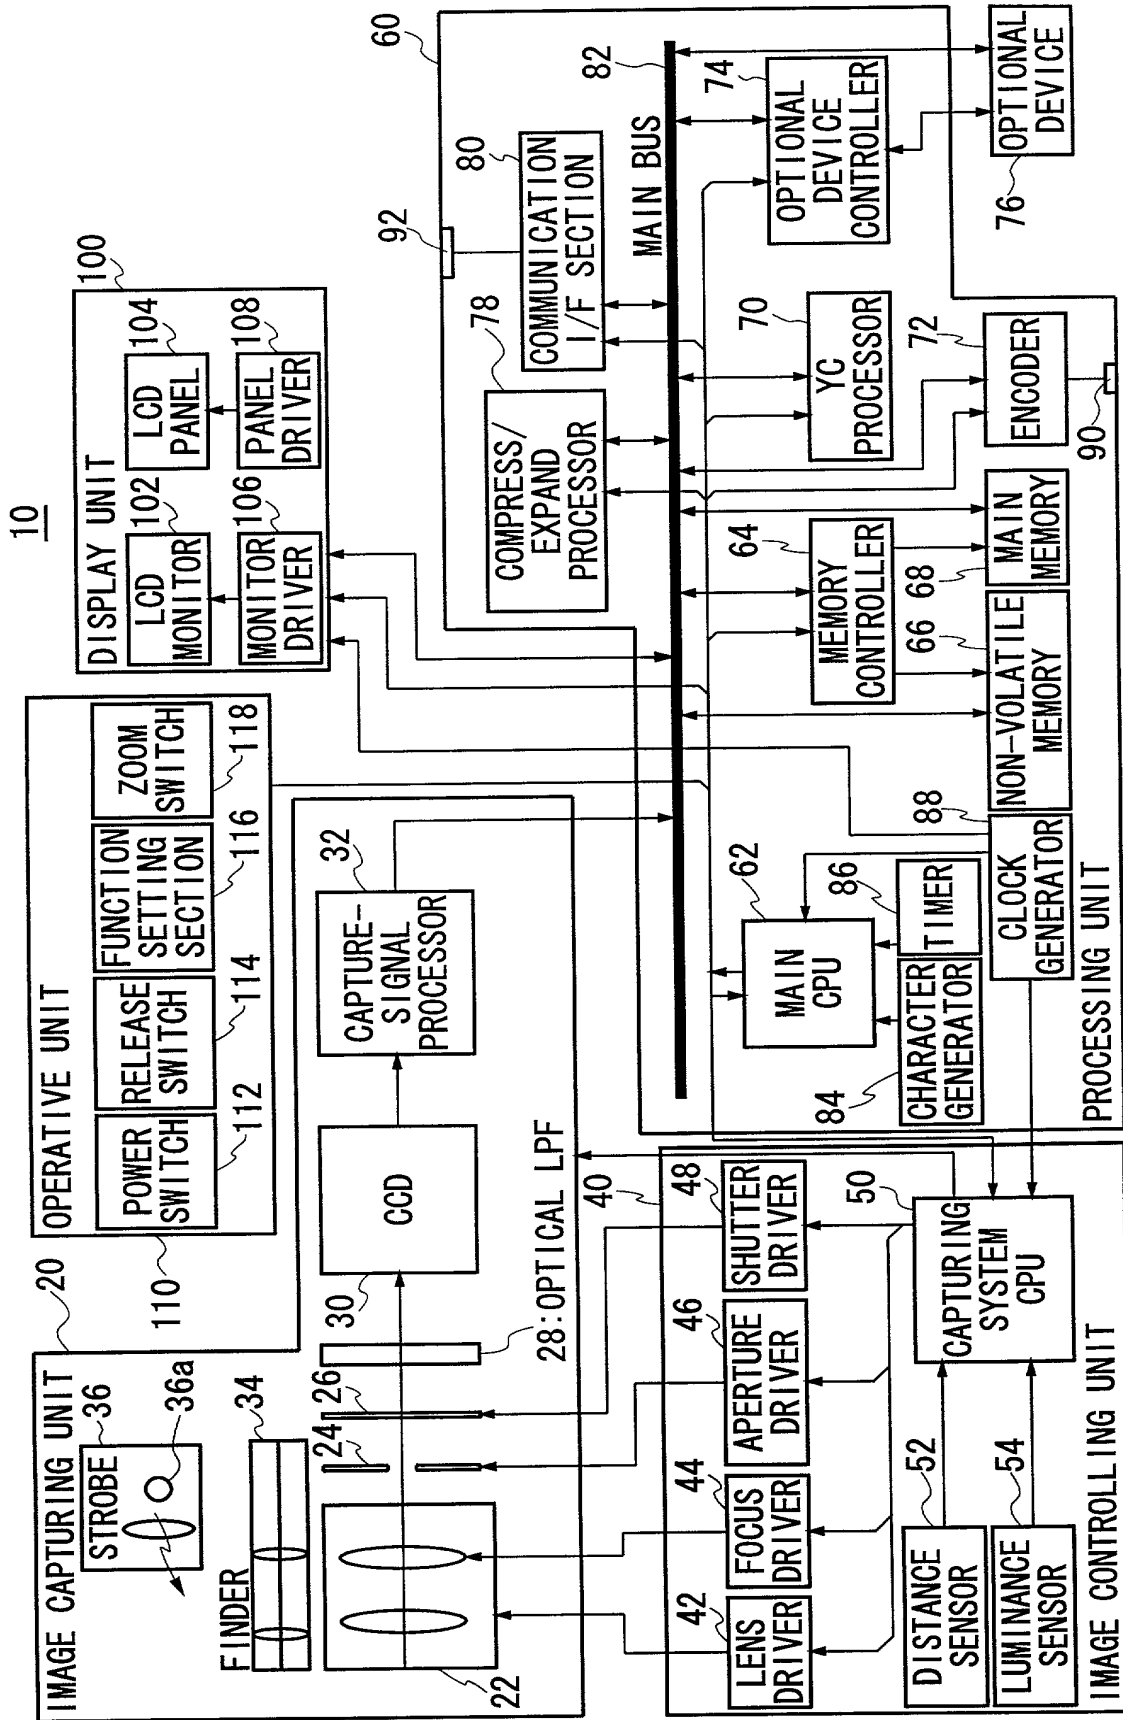 10
IMAGE CAPTURING UNIT
20
STROBE
36
36a
FINDER
34
22
24
26
28:OPTICAL LPF
30
CCD
32
CAPTURE-
SIGNAL
PROCESSOR
OPERATIVE UNIT
110
POWER
SWITCH
112
RELEASE
SWITCH
114
FUNCTION
SETTING
SECTION
116
ZOOM
SWITCH
118
DISPLAY UNIT
100
LCD
MONITOR
102
LCD
PANEL
104
MONITOR
DRIVER
106
PANEL
DRIVER
108
IMAGE CONTROLLING UNIT
40
LENS
DRIVER
42
FOCUS
DRIVER
44
APERTURE
DRIVER
46
SHUTTER
DRIVER
48
CAPTURING
SYSTEM
CPU
50
DISTANCE
SENSOR
52
LUMINANCE
SENSOR
54
PROCESSING UNIT
60
COMPRESS/
EXPAND
PROCESSOR
78
COMMUNICATION
I/F SECTION
80
92
MAIN BUS
82
MAIN
CPU
62
CHARACTER
GENERATOR
84
TIMER
86
CLOCK
GENERATOR
88
MEMORY
CONTROLLER
64
NON-VOLATILE
MEMORY
66
MAIN
MEMORY
68
YC
PROCESSOR
70
ENCODER
72
90
OPTIONAL
DEVICE
CONTROLLER
74
OPTIONAL
DEVICE
76